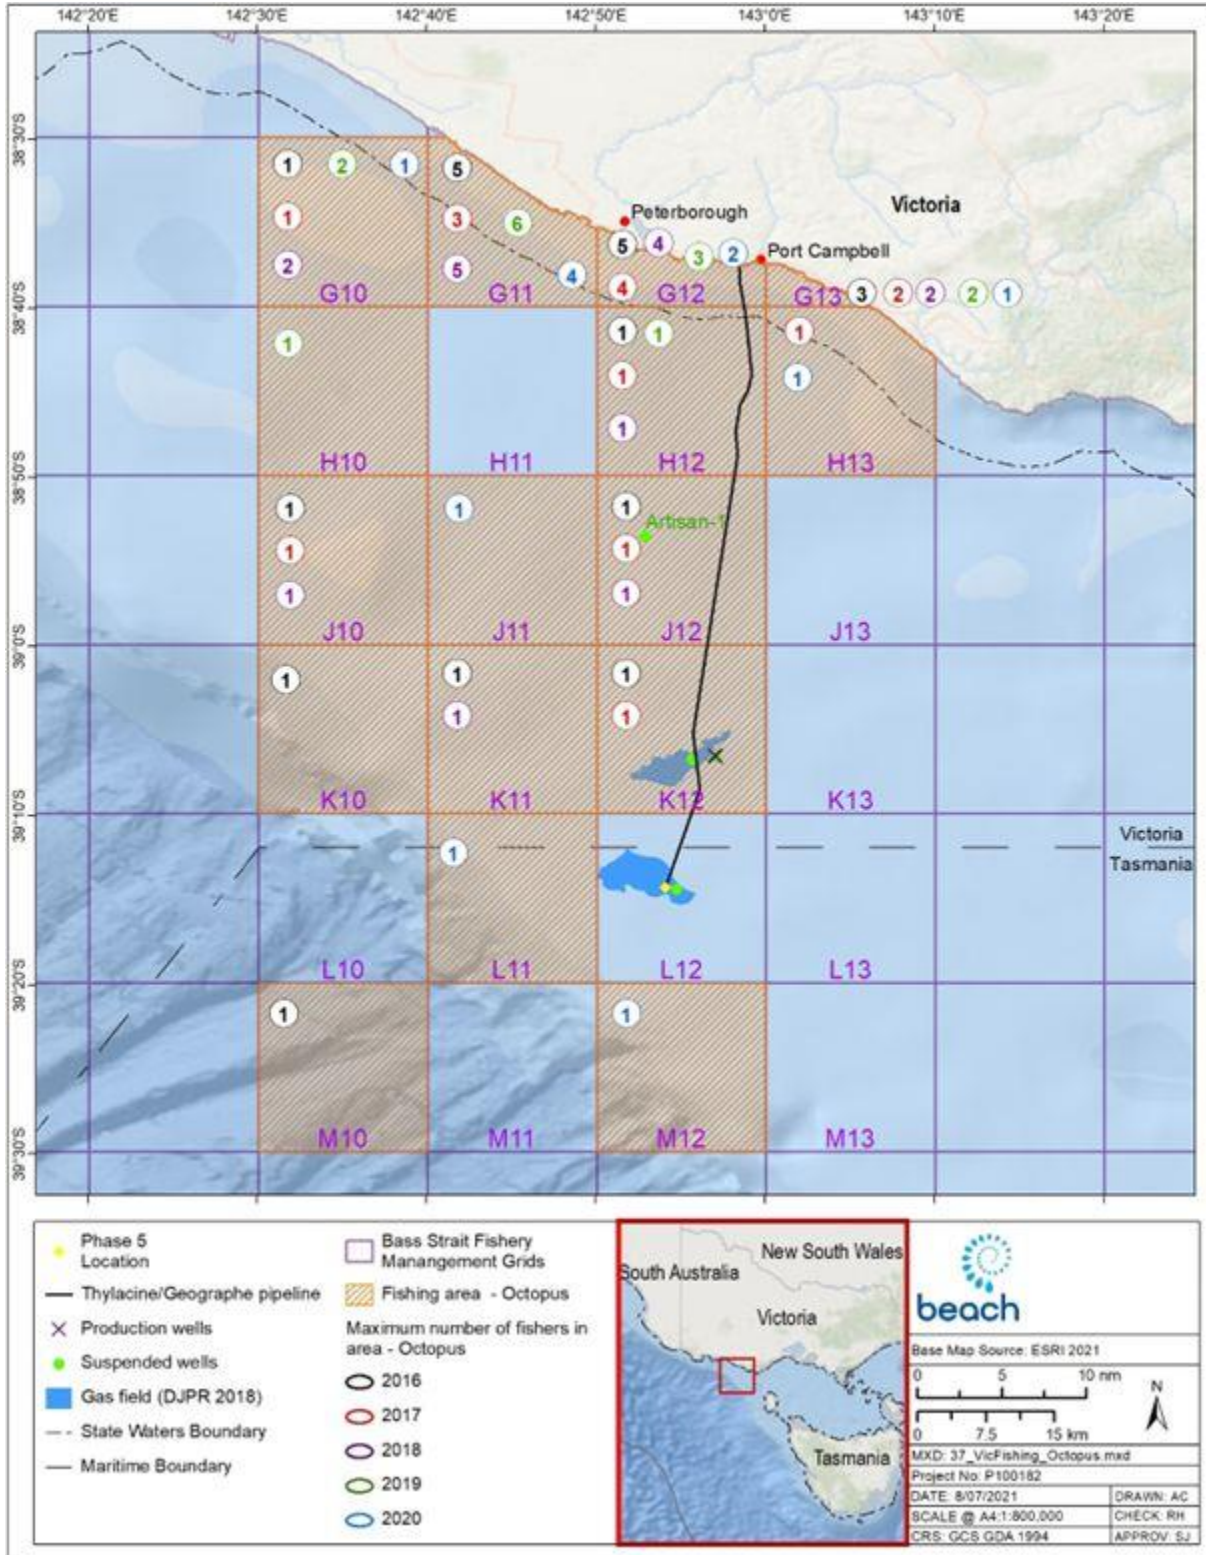 142°20'E 142°30'E 142°40'E 142°50'E 143°0'E 143°10'E 143°20'E
38°30'S
38°40'S
38°50'S
39°0'S
39°10'S
39°20'S
39°30'S
Victoria
Peterborough
Port Campbell
1 2 1 5
1 3 6
2 5 4
5 4 3 2
4
G10 G11 G12 G13 3 2 2 2 1
1 1 1 1
1 1
1
H10 H11 H12 H13
1 1 1
Artisan-1
1 1
1 1
J10 J11 J12 J13
1 1 1
1 1
K10 K11 K12 K13
Victoria
Tasmania
1
L10 L11 L12 L13
1 1
M10 M11 M12 M13
Phase 5
Location
Thylacine/Geographe pipeline
Production wells
Suspended wells
Gas field (DJPR 2018)
State Waters Boundary
Maritime Boundary
Bass Strait Fishery
Manangement Grids
Fishing area - Octopus
Maximum number of fishers in
area - Octopus
2016
2017
2018
2019
2020
New South Wales
South Australia
Victoria
Tasmania
beach
Base Map Source: ESRI 2021
0 5 10 nm
N
0 7.5 15 km
MXD: 37_VicFishing_Octopus.mxd
Project No: P100182
DATE: 8/07/2021 DRAWN: AC
SCALE @ A4:1:800,000 CHECK: RH
CRS: GCS GDA 1994 APPROV: SJ